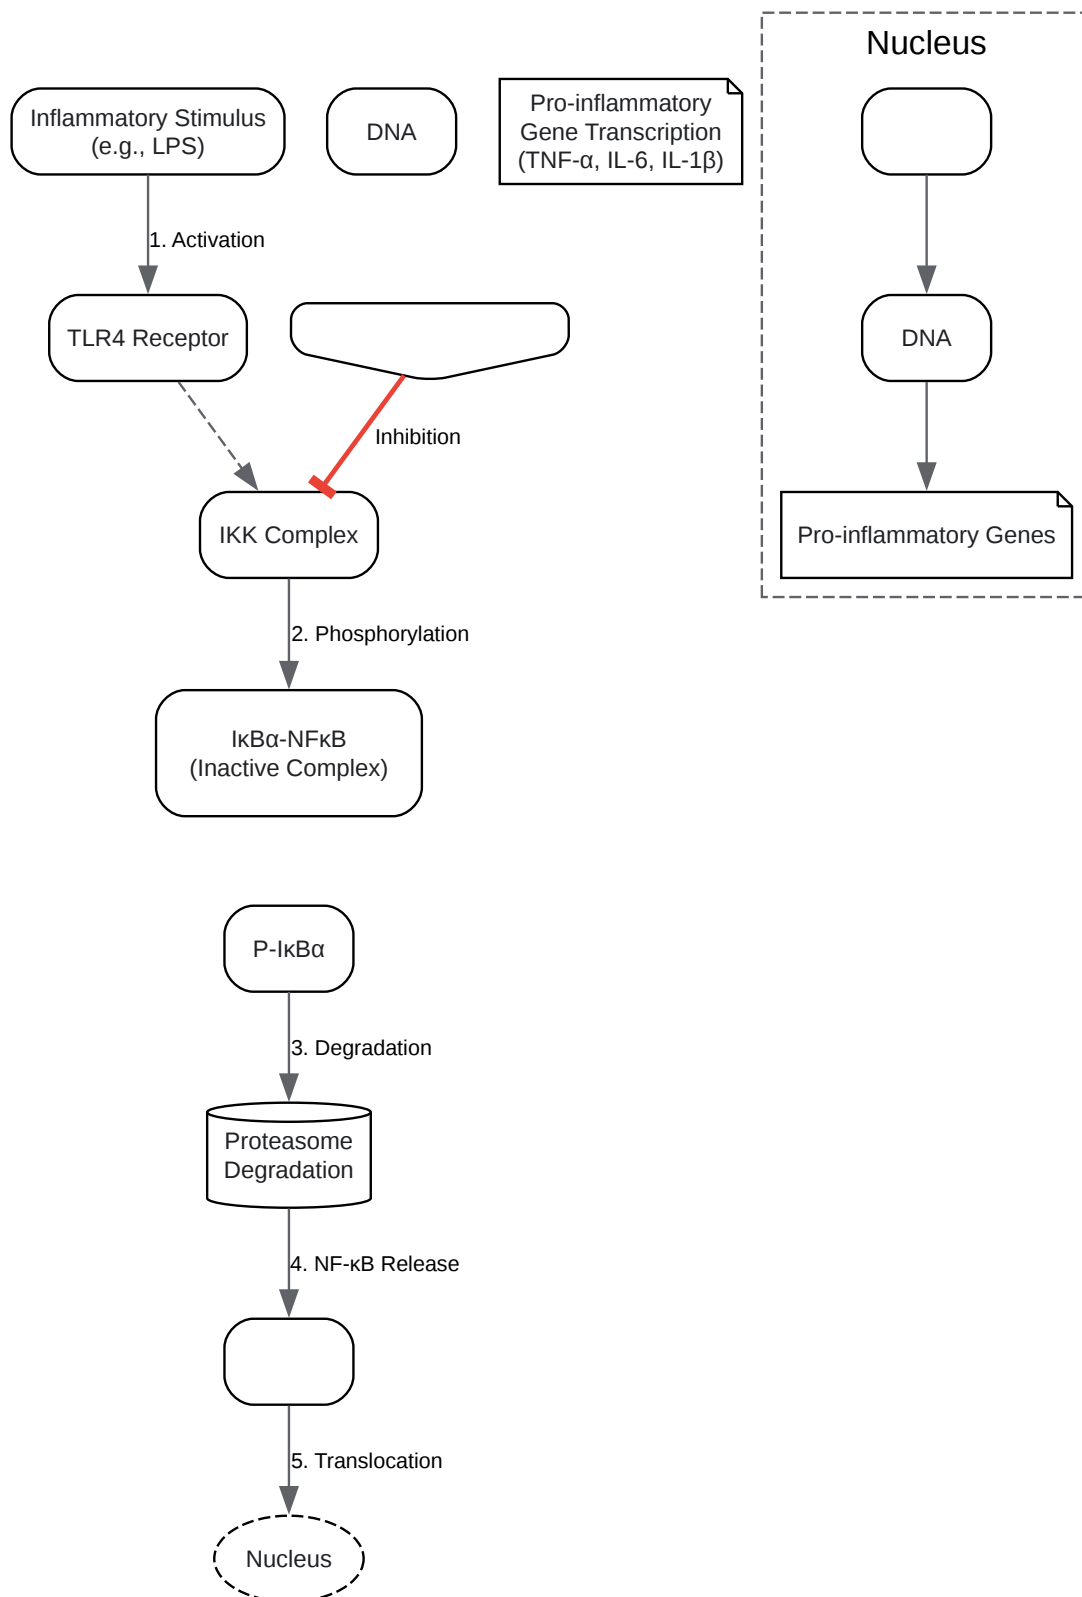 Nucleus
Inflammatory Stimulus
(e.g., LPS)
DNA
Pro-inflammatory
Gene Transcription
(TNF-α, IL-6, IL-1β)
1. Activation
TLR4 Receptor
DNA
Inhibition
IKK Complex
Pro-inflammatory Genes
2. Phosphorylation
IκBα-NFκB
(Inactive Complex)
P-IκBα
3. Degradation
Proteasome
Degradation
4. NF-κB Release
5. Translocation
Nucleus